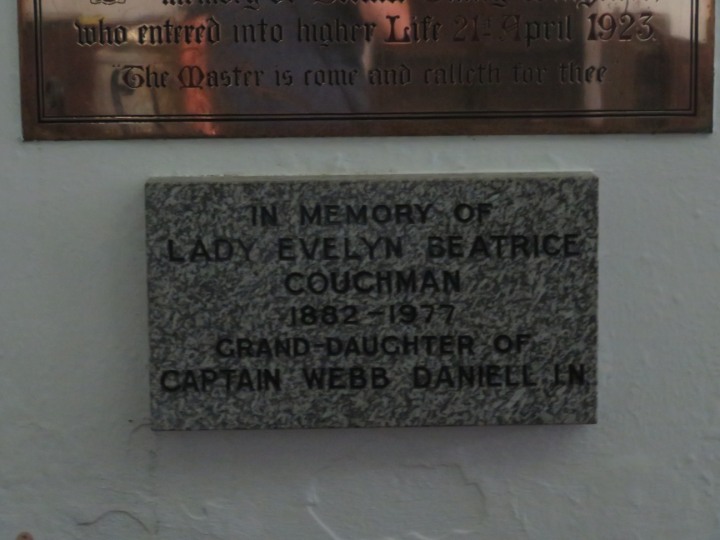 who entered into higher Life 21st April 1923.
"The Master is come and calleth for thee
IN MEMORY OF
LADY EVELYN BEATRICE
COUCHMAN
1882-1977
GRAND-DAUGHTER OF
CAPTAIN WEBB DANIELL I.N.